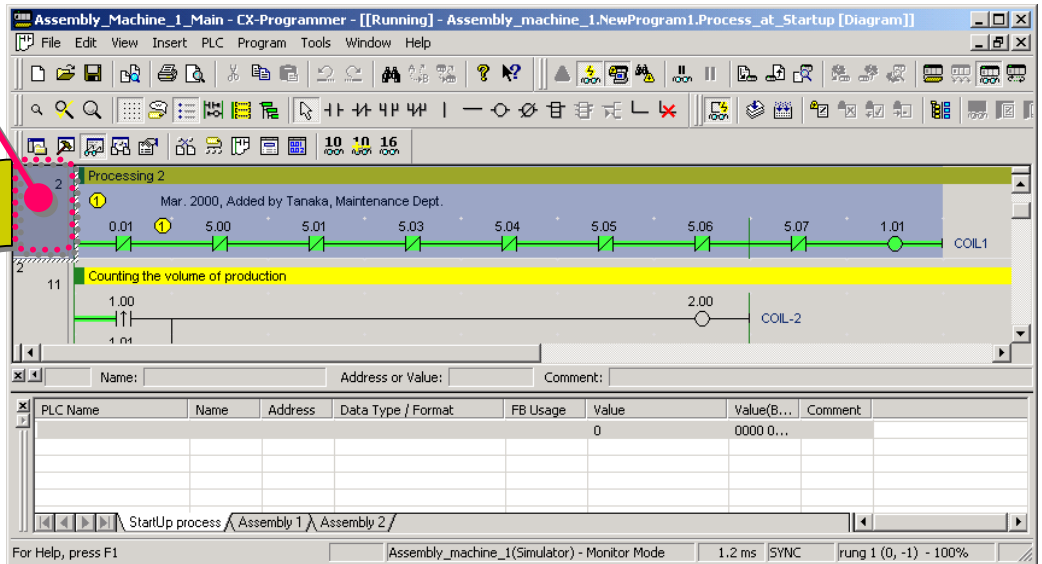 Assembly_Machine_1_Main - CX-Programmer - [[Running] - Assembly_machine_1.NewProgram1.Process_at_Startup [Diagram]]
File Edit View Insert PLC Program Tools Window Help
10 10 16
2 Processing 2
1 Mar. 2000, Added by Tanaka, Maintenance Dept.
0.01 1 5.00 5.01 5.03 5.04 5.05 5.06 5.07 1.01
COIL1
2
11 Counting the volume of production
1.00 2.00
COIL-2
1.01
Name: Address or Value: Comment:
PLC Name Name Address Data Type / Format FB Usage Value Value(B... Comment
0 0000 0...
StartUp process Assembly 1 Assembly 2
For Help, press F1 Assembly_machine_1(Simulator) - Monitor Mode 1.2 ms SYNC rung 1 (0, -1) - 100%